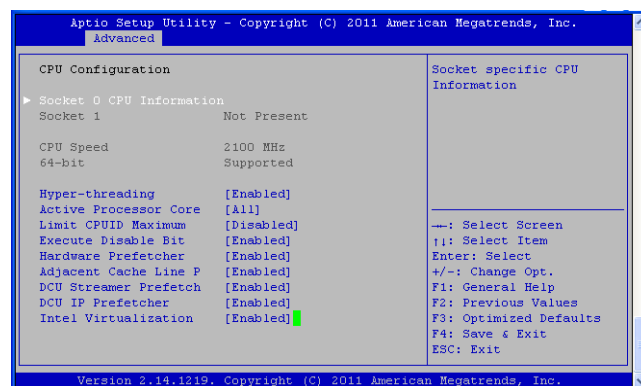 Aptio Setup Utility - Copyright (C) 2011 American Megatrends, Inc.
Advanced
CPU Configuration
Socket 0 CPU Information
Socket 1 Not Present
CPU Speed 2100 MHz
64-bit Supported
Hyper-threading [Enabled]
Active Processor Core [All]
Limit CPUID Maximum [Disabled]
Execute Disable Bit [Enabled]
Hardware Prefetcher [Enabled]
Adjacent Cache Line P [Enabled]
DCU Streamer Prefetch [Enabled]
DCU IP Prefetcher [Enabled]
Intel Virtualization [Enabled]
Socket specific CPU
Information
→←: Select Screen
↑↓: Select Item
Enter: Select
+/-: Change Opt.
F1: General Help
F2: Previous Values
F3: Optimized Defaults
F4: Save & Exit
ESC: Exit
Version 2.14.1219. Copyright (C) 2011 American Megatrends, Inc.